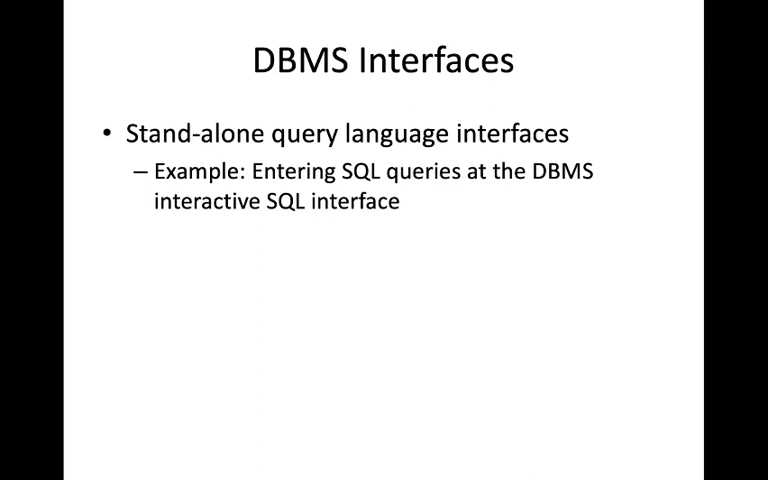 DBMS Interfaces
• Stand-alone query language interfaces
– Example: Entering SQL queries at the DBMS
interactive SQL interface